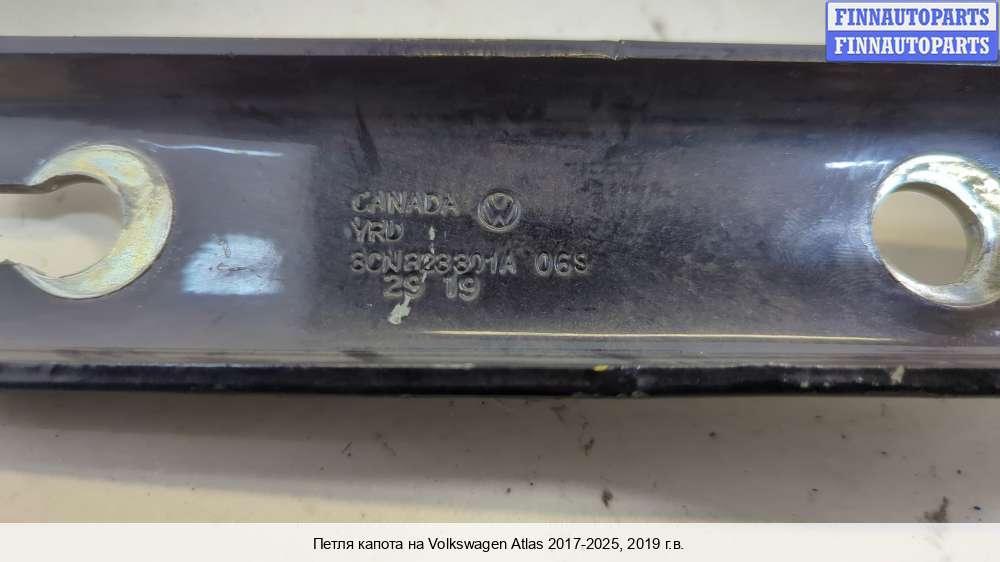 FINNAUTOPARTS
FINNAUTOPARTS
CANADA
YRD
3CN823301A 06S
29 19
Петля капота на Volkswagen Atlas 2017-2025, 2019 г.в.